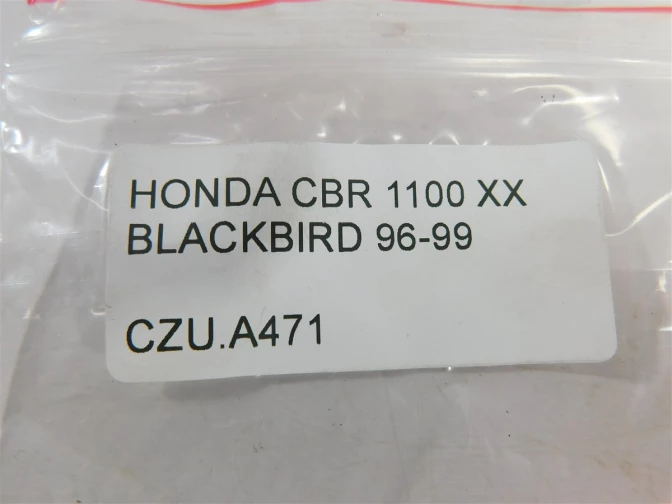 HONDA CBR 1100 XX
BLACKBIRD 96-99
CZU.A471